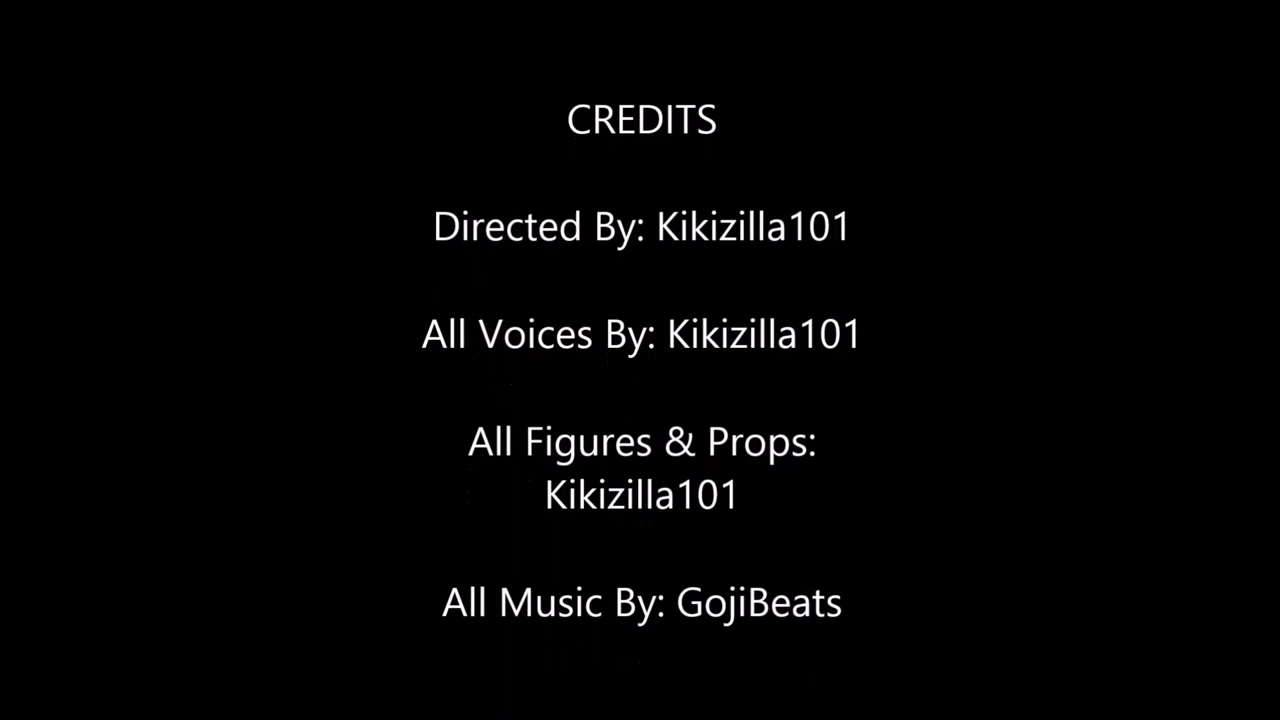 CREDITS
Directed By: Kikizilla101
All Voices By: Kikizilla101
All Figures & Props:
Kikizilla101
All Music By: GojiBeats